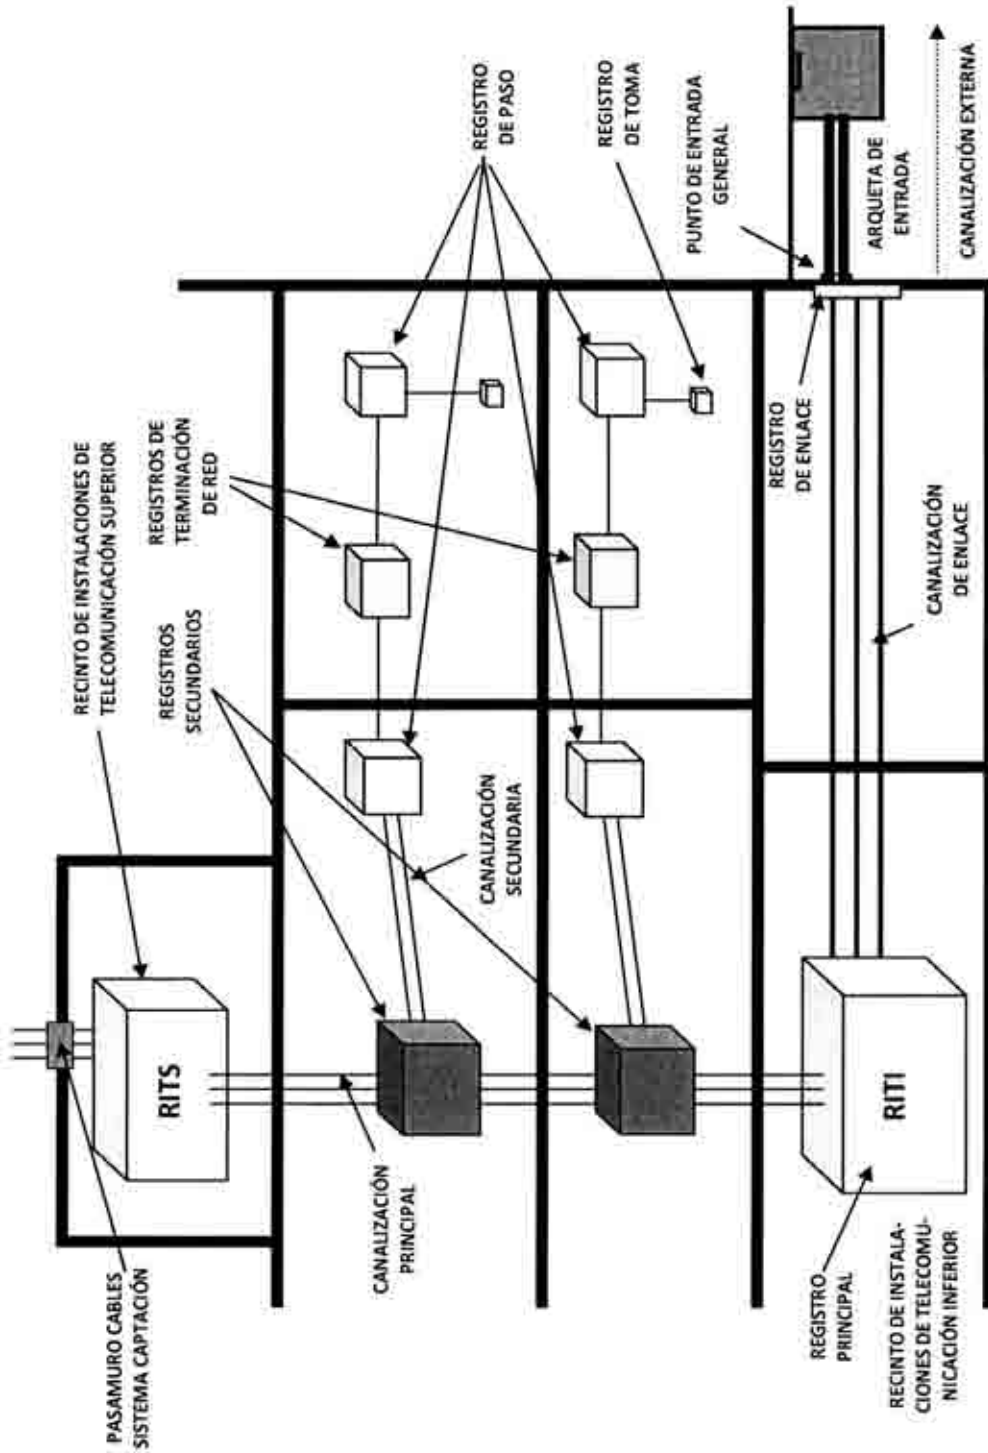 PASAMURO CABLES
SISTEMA CAPTACIÓN
RECINTO DE INSTALACIONES DE
TELECOMUNICACIÓN SUPERIOR
RITS
REGISTROS
SECUNDARIOS
REGISTROS DE
TERMINACIÓN
DE RED
REGISTRO
DE PASO
CANALIZACIÓN
PRINCIPAL
CANALIZACIÓN
SECUNDARIA
REGISTRO
DE TOMA
PUNTO DE ENTRADA
GENERAL
REGISTRO
PRINCIPAL
RITI
REGISTRO
DE ENLACE
ARQUETA DE
ENTRADA
RECINTO DE INSTALA-
CIONES DE TELECOMU-
NICACIÓN INFERIOR
CANALIZACIÓN
DE ENLACE
CANALIZACIÓN EXTERNA